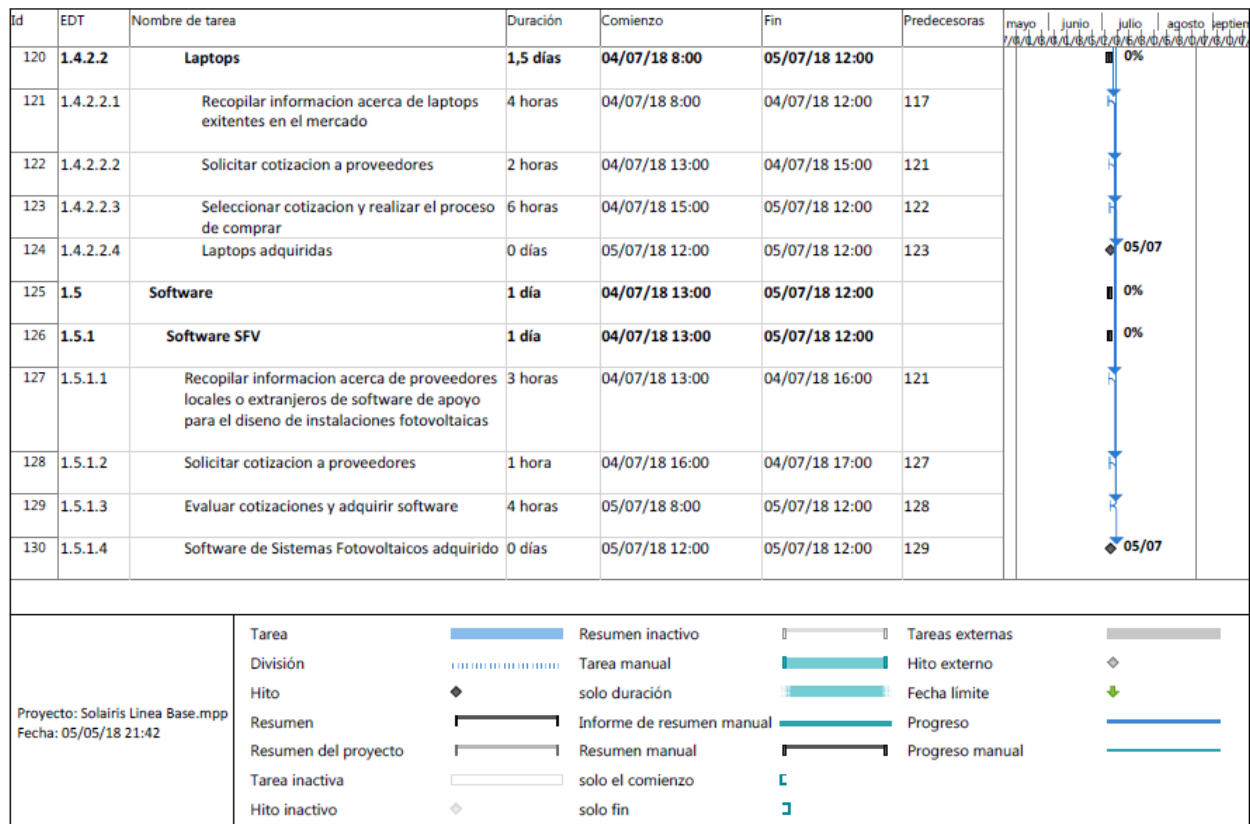 Id EDT Nombre de tarea Duración Comienzo Fin Predecesoras mayo junio julio agosto septiem
120 1.4.2.2 Laptops 1,5 días 04/07/18 8:00 05/07/18 12:00 0%
121 1.4.2.2.1 Recopilar informacion acerca de laptops 4 horas 04/07/18 8:00 04/07/18 12:00 117
exitentes en el mercado
122 1.4.2.2.2 Solicitar cotizacion a proveedores 2 horas 04/07/18 13:00 04/07/18 15:00 121
123 1.4.2.2.3 Seleccionar cotizacion y realizar el proceso 6 horas 04/07/18 15:00 05/07/18 12:00 122
de comprar
124 1.4.2.2.4 Laptops adquiridas 0 días 05/07/18 12:00 05/07/18 12:00 123 05/07
125 1.5 Software 1 día 04/07/18 13:00 05/07/18 12:00 0%
126 1.5.1 Software SFV 1 día 04/07/18 13:00 05/07/18 12:00 0%
127 1.5.1.1 Recopilar informacion acerca de proveedores 3 horas 04/07/18 13:00 04/07/18 16:00 121
locales o extranjeros de software de apoyo
para el diseno de instalaciones fotovoltaicas
128 1.5.1.2 Solicitar cotizacion a proveedores 1 hora 04/07/18 16:00 04/07/18 17:00 127
129 1.5.1.3 Evaluar cotizaciones y adquirir software 4 horas 05/07/18 8:00 05/07/18 12:00 128
130 1.5.1.4 Software de Sistemas Fotovoltaicos adquirido 0 días 05/07/18 12:00 05/07/18 12:00 129 05/07
Proyecto: Solairis Linea Base.mpp
Fecha: 05/05/18 21:42
Tarea Resumen inactivo Tareas externas
División Tarea manual Hito externo
Hito solo duración Fecha límite
Resumen Informe de resumen manual Progreso
Resumen del proyecto Resumen manual Progreso manual
Tarea inactiva solo el comienzo
Hito inactivo solo fin